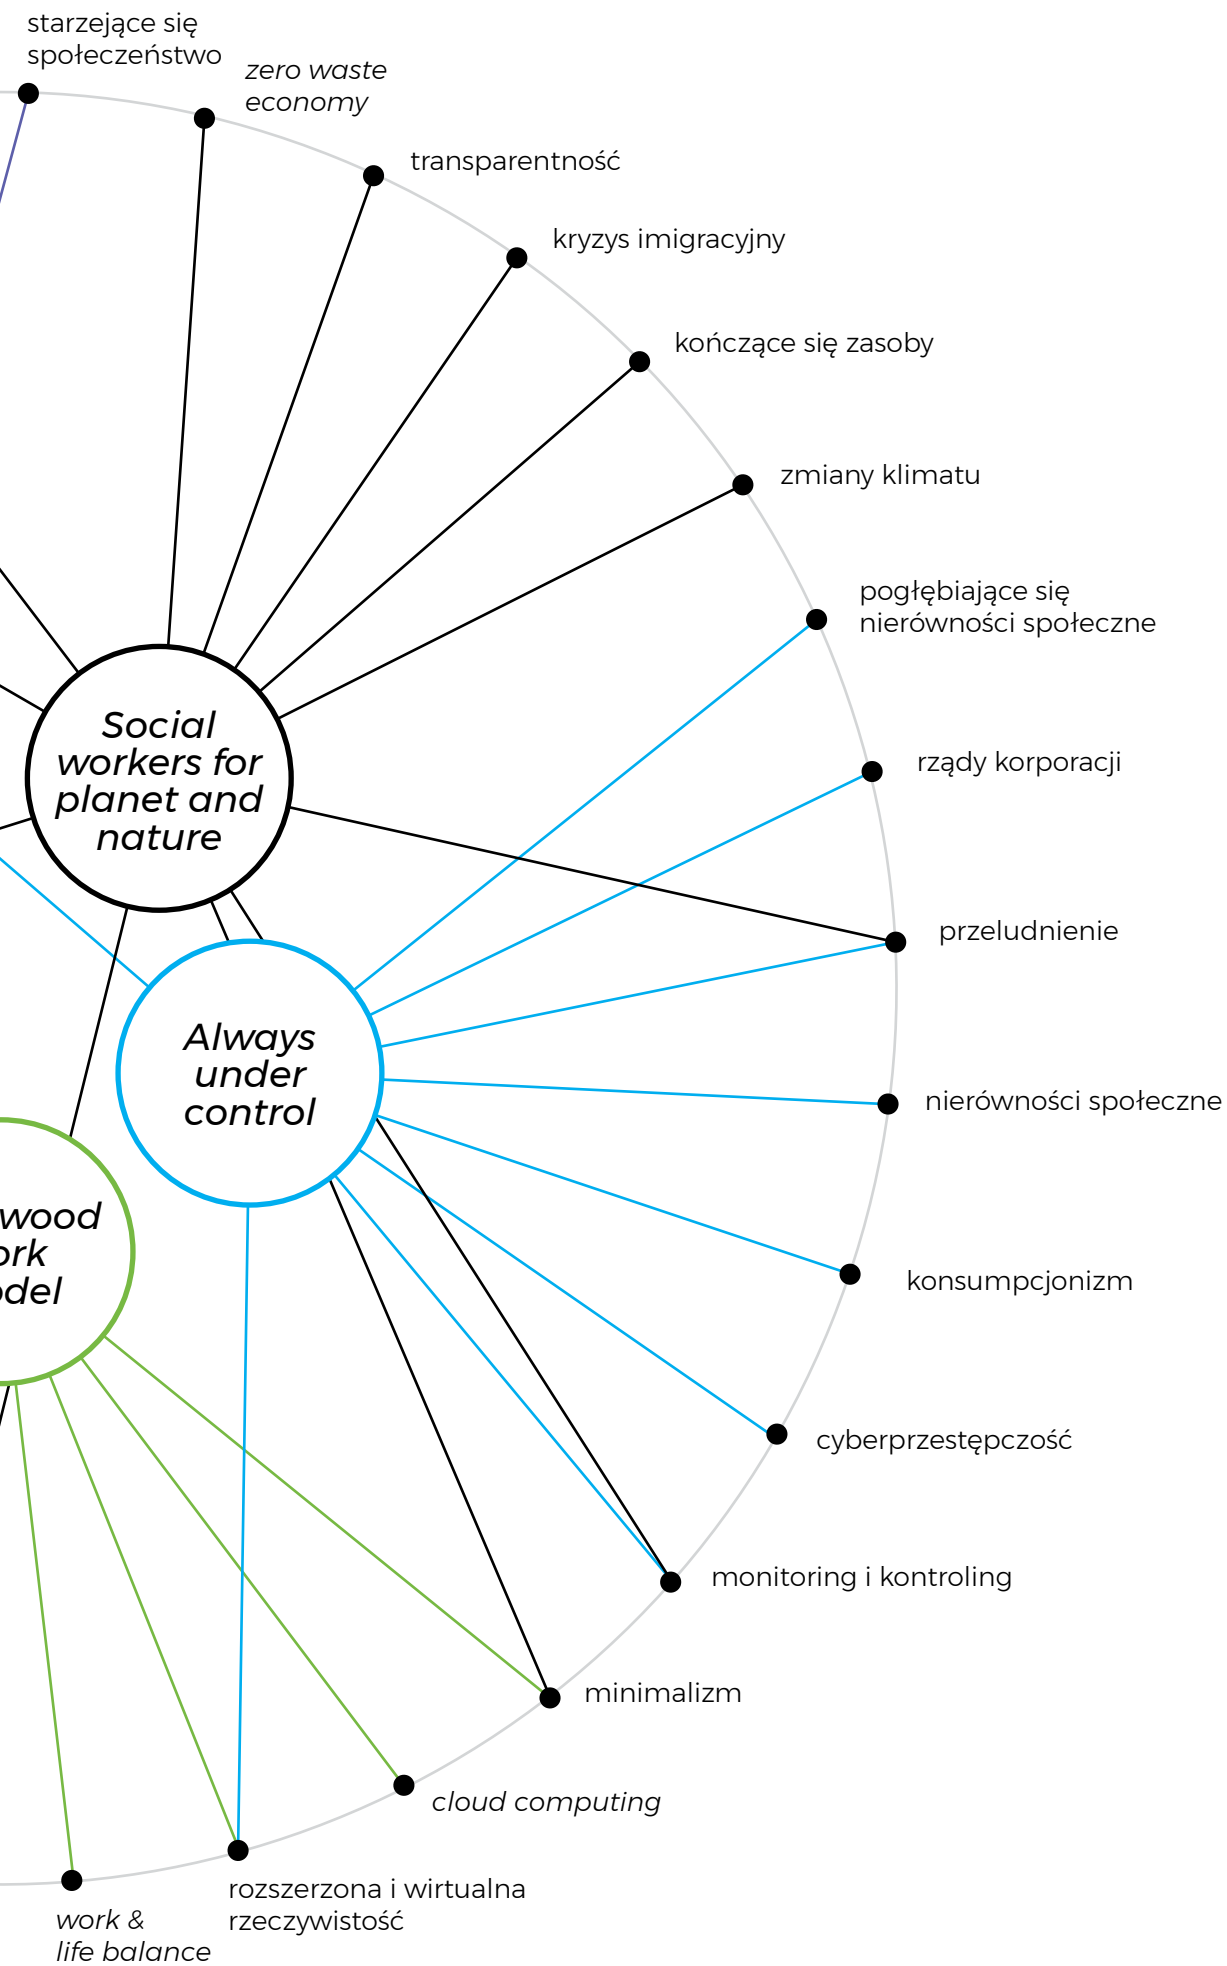 starzejące się
społeczeństwo
zero waste
economy
transparentność
kryzys imigracyjny
kończące się zasoby
zmiany klimatu
pogłębiające się
nierówności społeczne
rządy korporacji
przeludnienie
nierówności społeczne
konsumpcjonizm
cyberprzestępczość
monitoring i kontroling
minimalizm
cloud computing
rozszerzona i wirtualna
rzeczywistość
work &
life balance
Social
workers for
planet and
nature
Always
under
control
wood
ork
odel